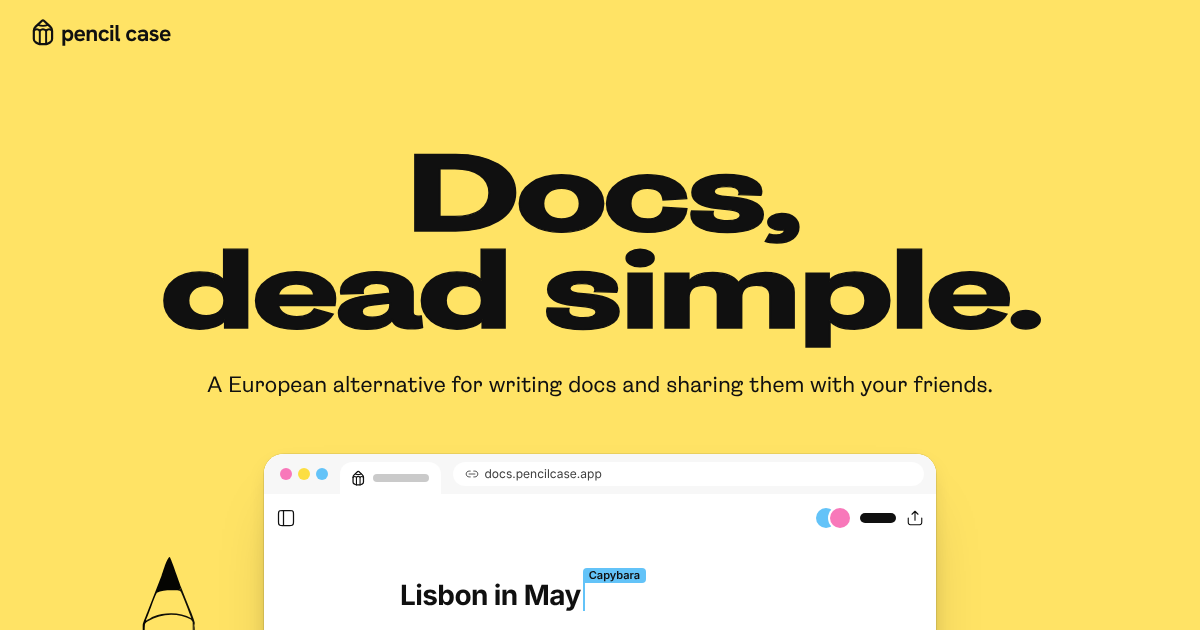 pencil case
Docs,
dead simple.
A European alternative for writing docs and sharing them with your friends.
docs.pencilcase.app
Capybara
Lisbon in May